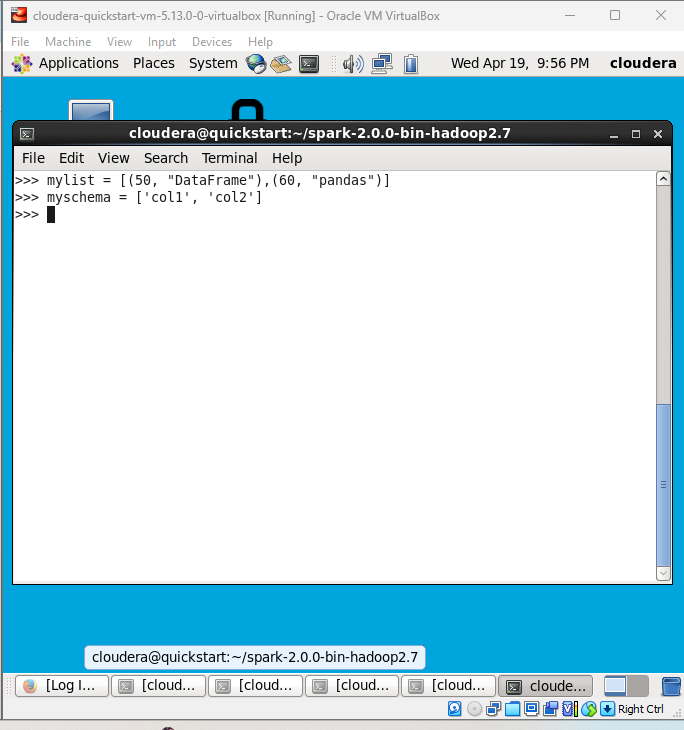 cloudera-quickstart-vm-5.13.0-0-virtualbox [Running] - Oracle VM VirtualBox
File Machine View Input Devices Help
Applications Places System Wed Apr 19, 9:56 PM cloudera
cloudera@quickstart:~/spark-2.0.0-bin-hadoop2.7
File Edit View Search Terminal Help
>>> mylist = [(50, "DataFrame"),(60, "pandas")]
>>> myschema = ['col1', 'col2']
>>>
cloudera@quickstart:~/spark-2.0.0-bin-hadoop2.7
[Log I... [cloud... [cloud... [cloud... [cloud... cloude...
Right Ctrl